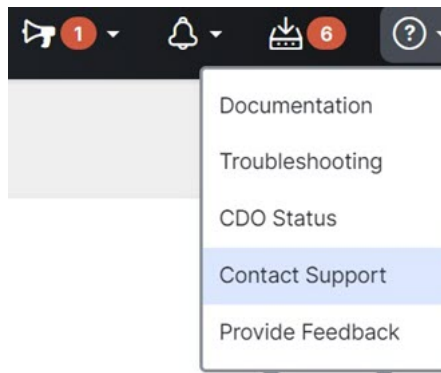 1
6
?
Documentation
Troubleshooting
CDO Status
Contact Support
Provide Feedback